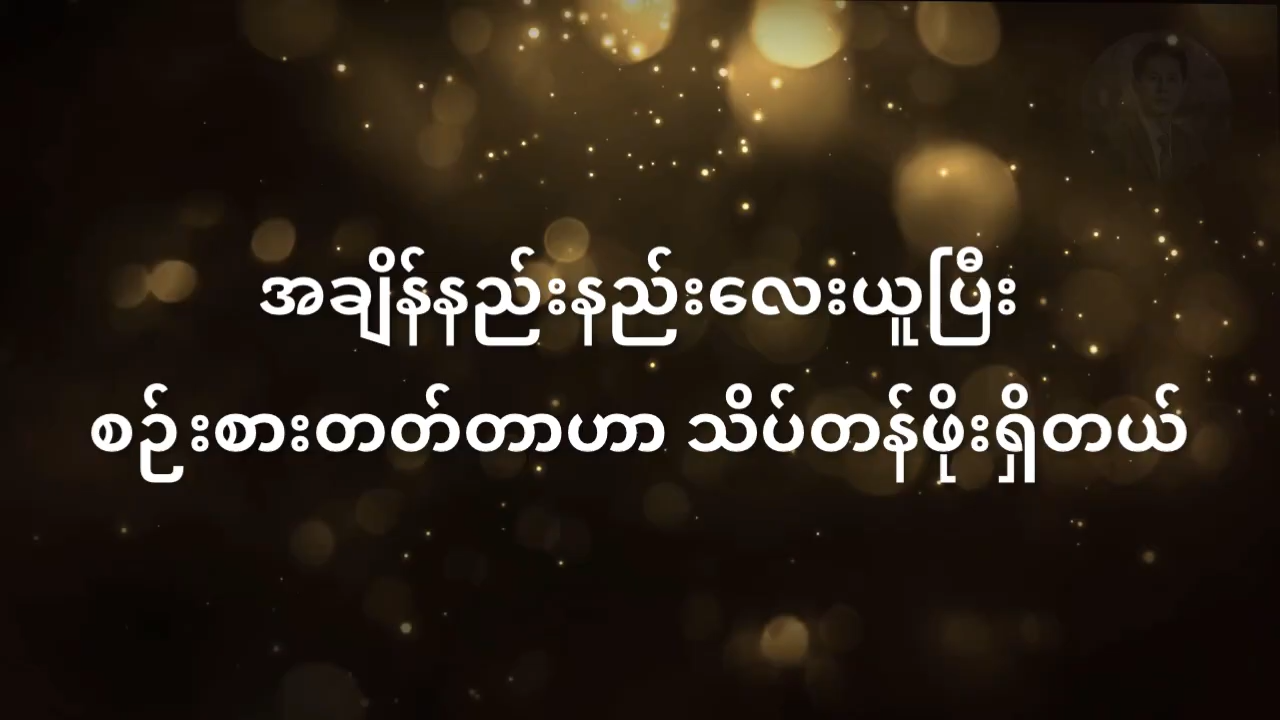 အချိန်နည်းနည်းလေးယူပြီး
စဉ်းစားတတ်တာဟာ သိပ်တန်ဖိုးရှိတယ်